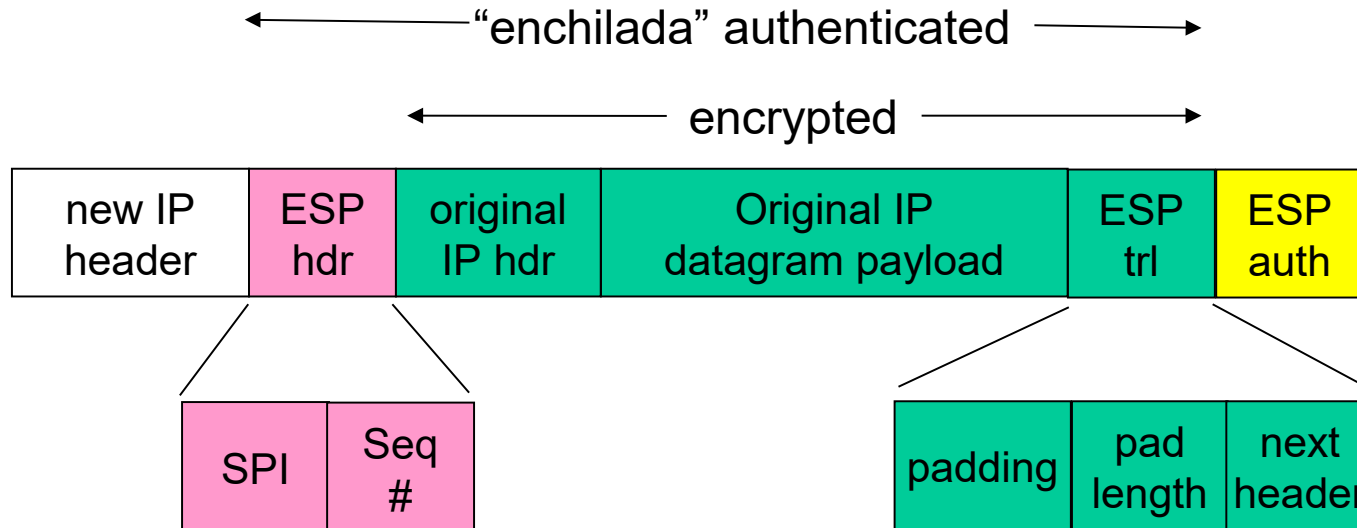 “enchilada” authenticated
encrypted
new IP
header
ESP
hdr
original
IP hdr
Original IP
datagram payload
ESP
trl
ESP
auth
SPI
Seq
#
padding
pad
length
next
header